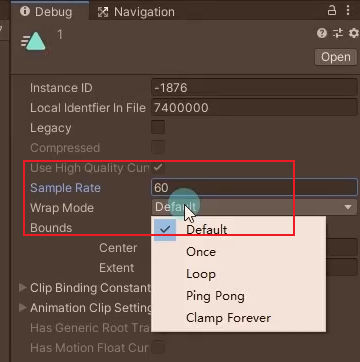 Debug
Navigation
1
Open
Instance ID
-1876
Local Identfier In File
7400000
Legacy
Compressed
Use High Quality Cur
Sample Rate
60
Wrap Mode
Default
Bounds
Default
Center
Once
Extent
Loop
Clip Binding Constant
Ping Pong
Animation Clip Setting
Clamp Forever
Has Generic Root Tra
Has Motion Float Cur